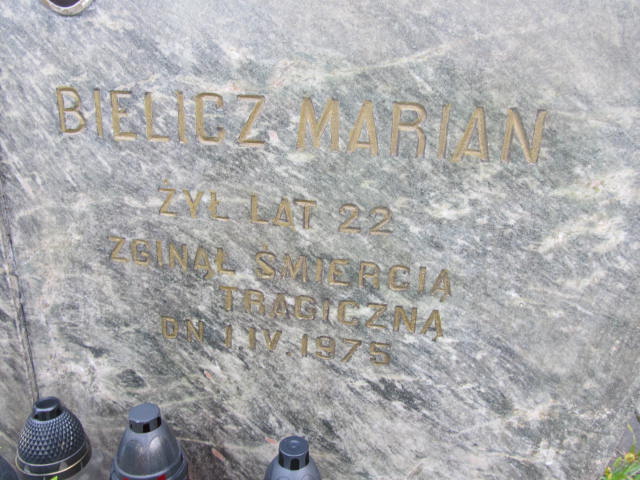 BIELICZ MARIAN
ŻYŁ LAT 22
ZGINĄŁ ŚMIERCIĄ
TRAGICZNĄ
DN 1.IV.1975